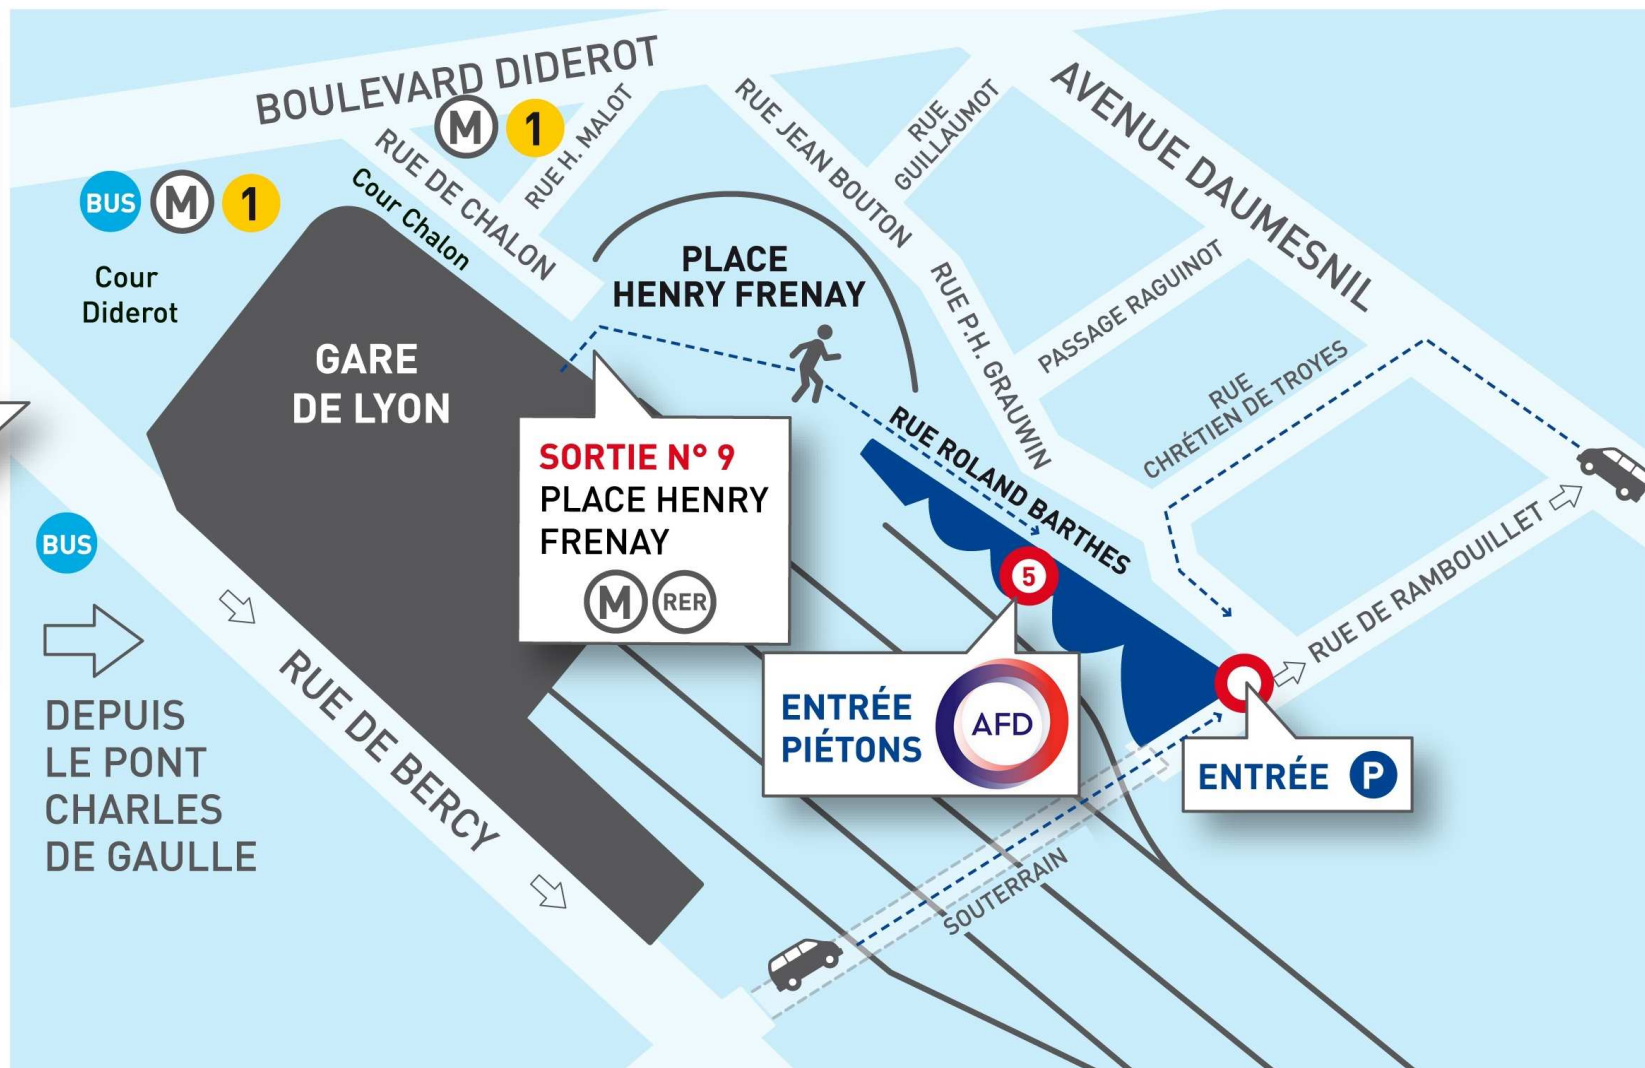 BOULEVARD DIDEROT
M 1
RUE H. MALOT
RUE DE CHALON
Cour Chalon
BUS M 1
Cour
Diderot
GARE
DE LYON
PLACE
HENRY FRENAY
RUE JEAN BOUTON
RUE
GUILLAUMOT
AVENUE DAUMESNIL
RUE P.H. GRAUWIN
PASSAGE RAGUINOT
RUE
CHRÉTIEN DE TROYES
RUE ROLAND BARTHES
SORTIE N° 9
PLACE HENRY
FRENAY
M RER
5
RUE DE RAMBOUILLET
ENTRÉE
PIÉTONS
AFD
ENTRÉE P
BUS
DEPUIS
LE PONT
CHARLES
DE GAULLE
RUE DE BERCY
SOUTERRAIN